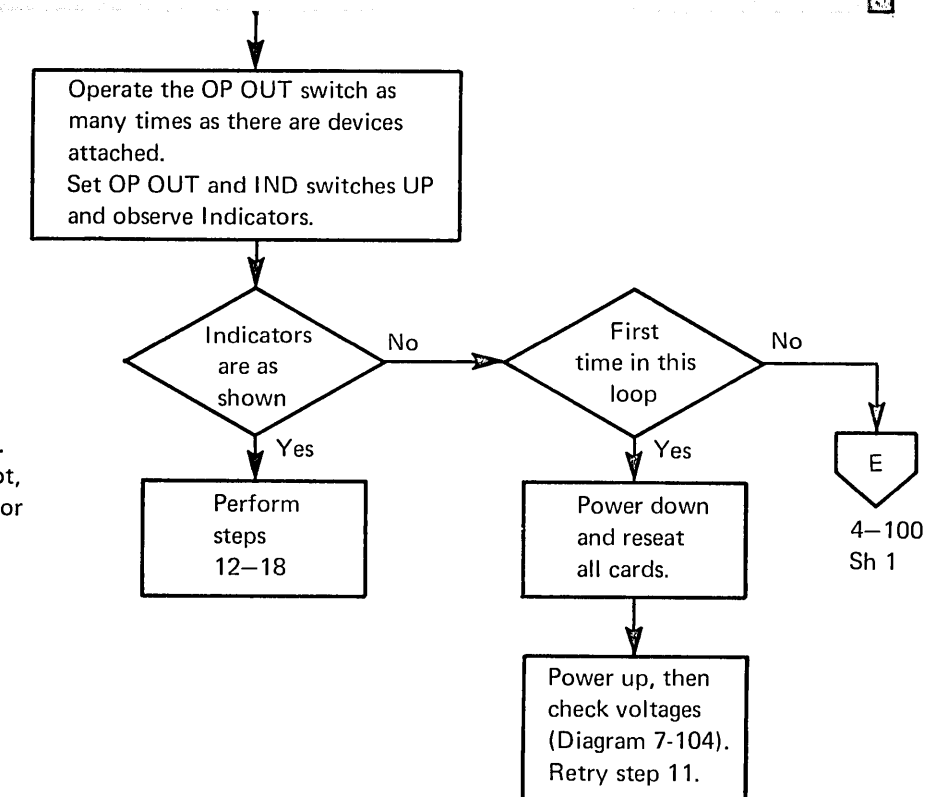 Operate the OP OUT switch as
many times as there are devices
attached.
Set OP OUT and IND switches UP
and observe Indicators.
Indicators
are as
shown
No
First
time in this
loop
No
Yes
Yes
E
4–100
Sh 1
Perform
steps
12–18
Power down
and reseat
all cards.
Power up, then
check voltages
(Diagram 7-104).
Retry step 11.
or